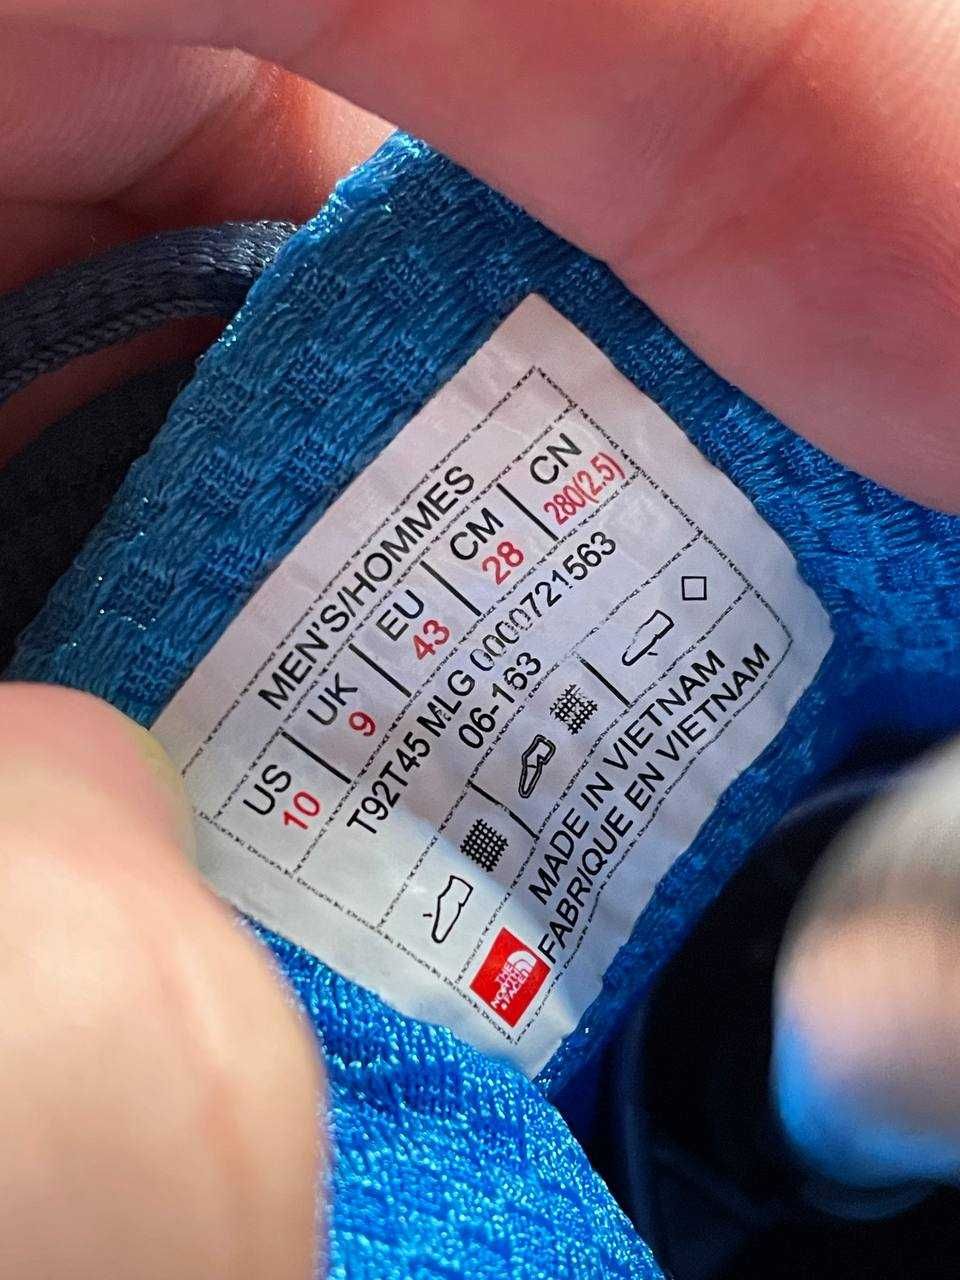 MEN'S/HOMMES
US UK EU CM CN
10 9 43 28 280(2.5)
T92T45 MLG 0000721563
06-163
MADE IN VIETNAM
FABRIQUE EN VIETNAM
THE
NORTH
FACE